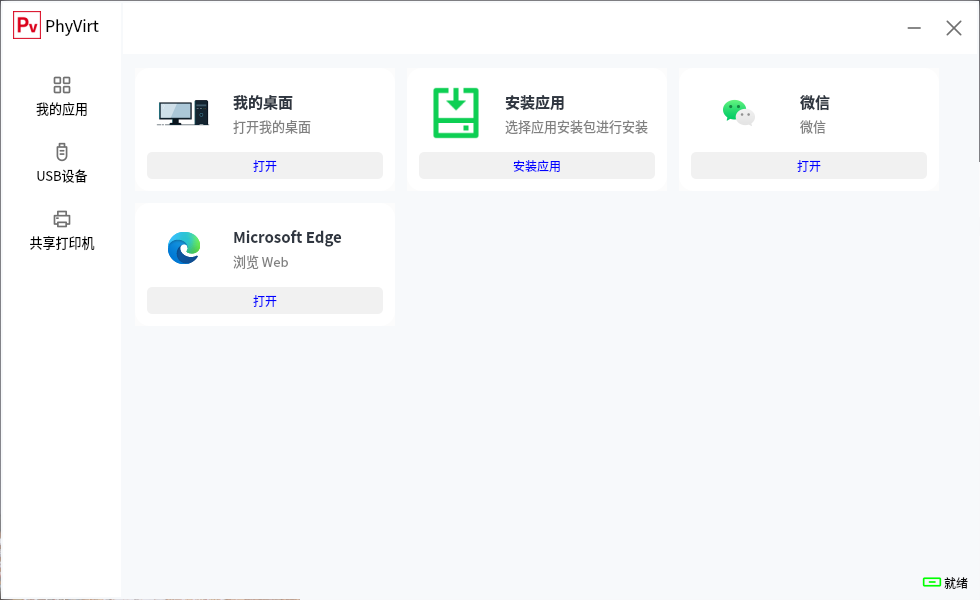 Pv PhyVirt
我的应用
USB设备
共享打印机
我的桌面
打开我的桌面
打开
安装应用
选择应用安装包进行安装
安装应用
微信
微信
打开
Microsoft Edge
浏览 Web
打开
就绪